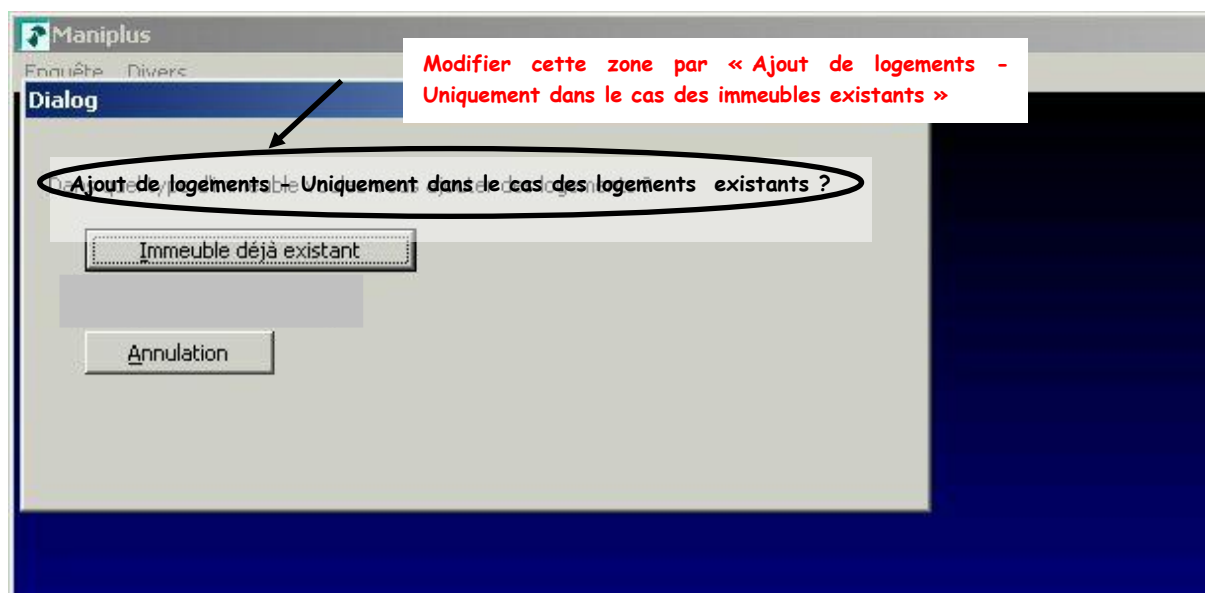 Maniplus
Enquête Divers
Modifier cette zone par « Ajout de logements -
Uniquement dans le cas des immeubles existants »
Dialog
Ajout de logements – Uniquement dans le cas des logements existants ?
Immeuble déjà existant
Annulation